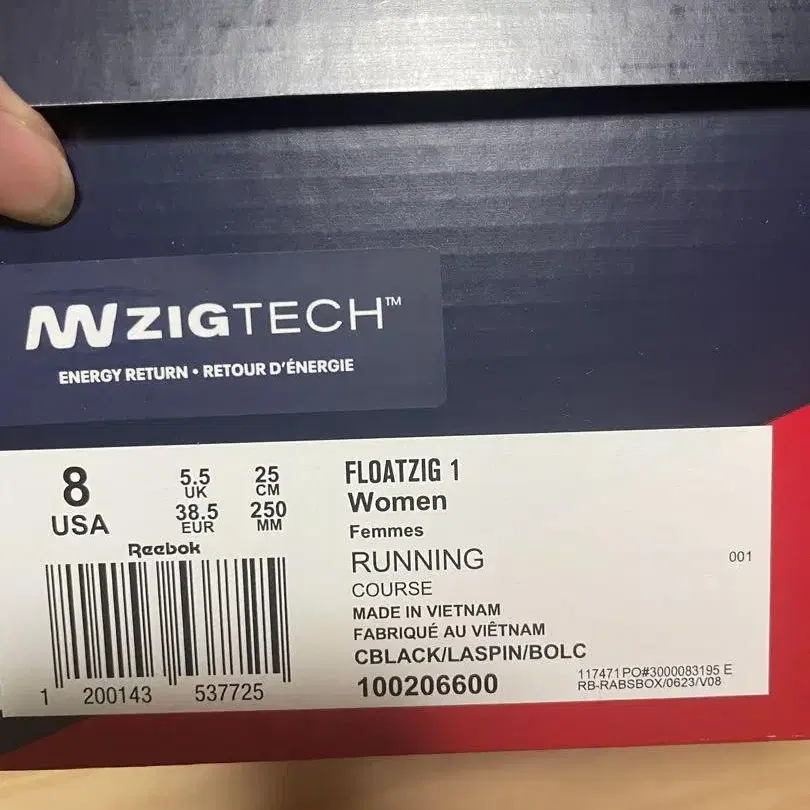 ZIGTECH™
ENERGY RETURN • RETOUR D'ÉNERGIE
8
USA
5.5
UK
38.5
EUR
25
CM
250
MM
Reebok
1 200143 537725
FLOATZIG 1
Women
Femmes
RUNNING
COURSE
MADE IN VIETNAM
FABRIQUÉ AU VIÊTNAM
CBLACK/LASPIN/BOLC
100206600
001
117471 PO#3000083195 E
RB-RABSBOX/0623/V08